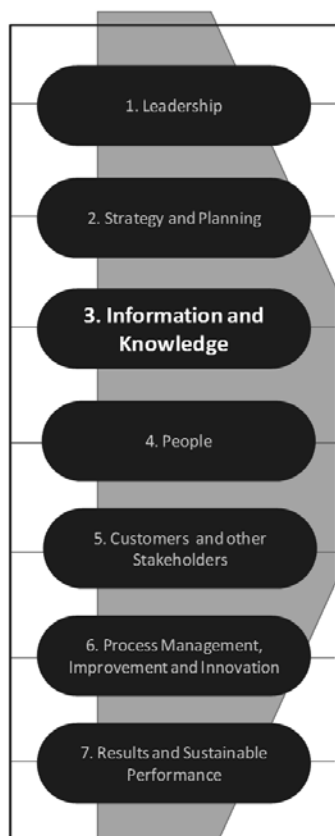 1. Leadership
2. Strategy and Planning
3. Information and
Knowledge
4. People
5. Customers and other
Stakeholders
6. Process Management,
Improvement and Innovation
7. Results and Sustainable
Performance